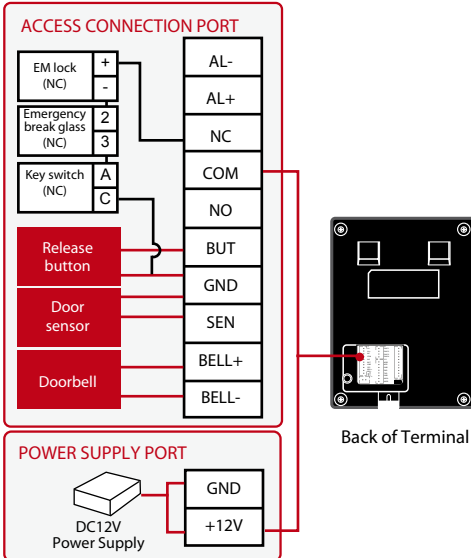 ACCESS CONNECTION PORT
EM lock
(NC)
+
-
Emergency
break glass
(NC)
2
3
Key switch
(NC)
A
C
Release
button
Door
sensor
Doorbell
AL-
AL+
NC
COM
NO
BUT
GND
SEN
BELL+
BELL-
Back of Terminal
POWER SUPPLY PORT
DC12V
Power Supply
GND
+12V